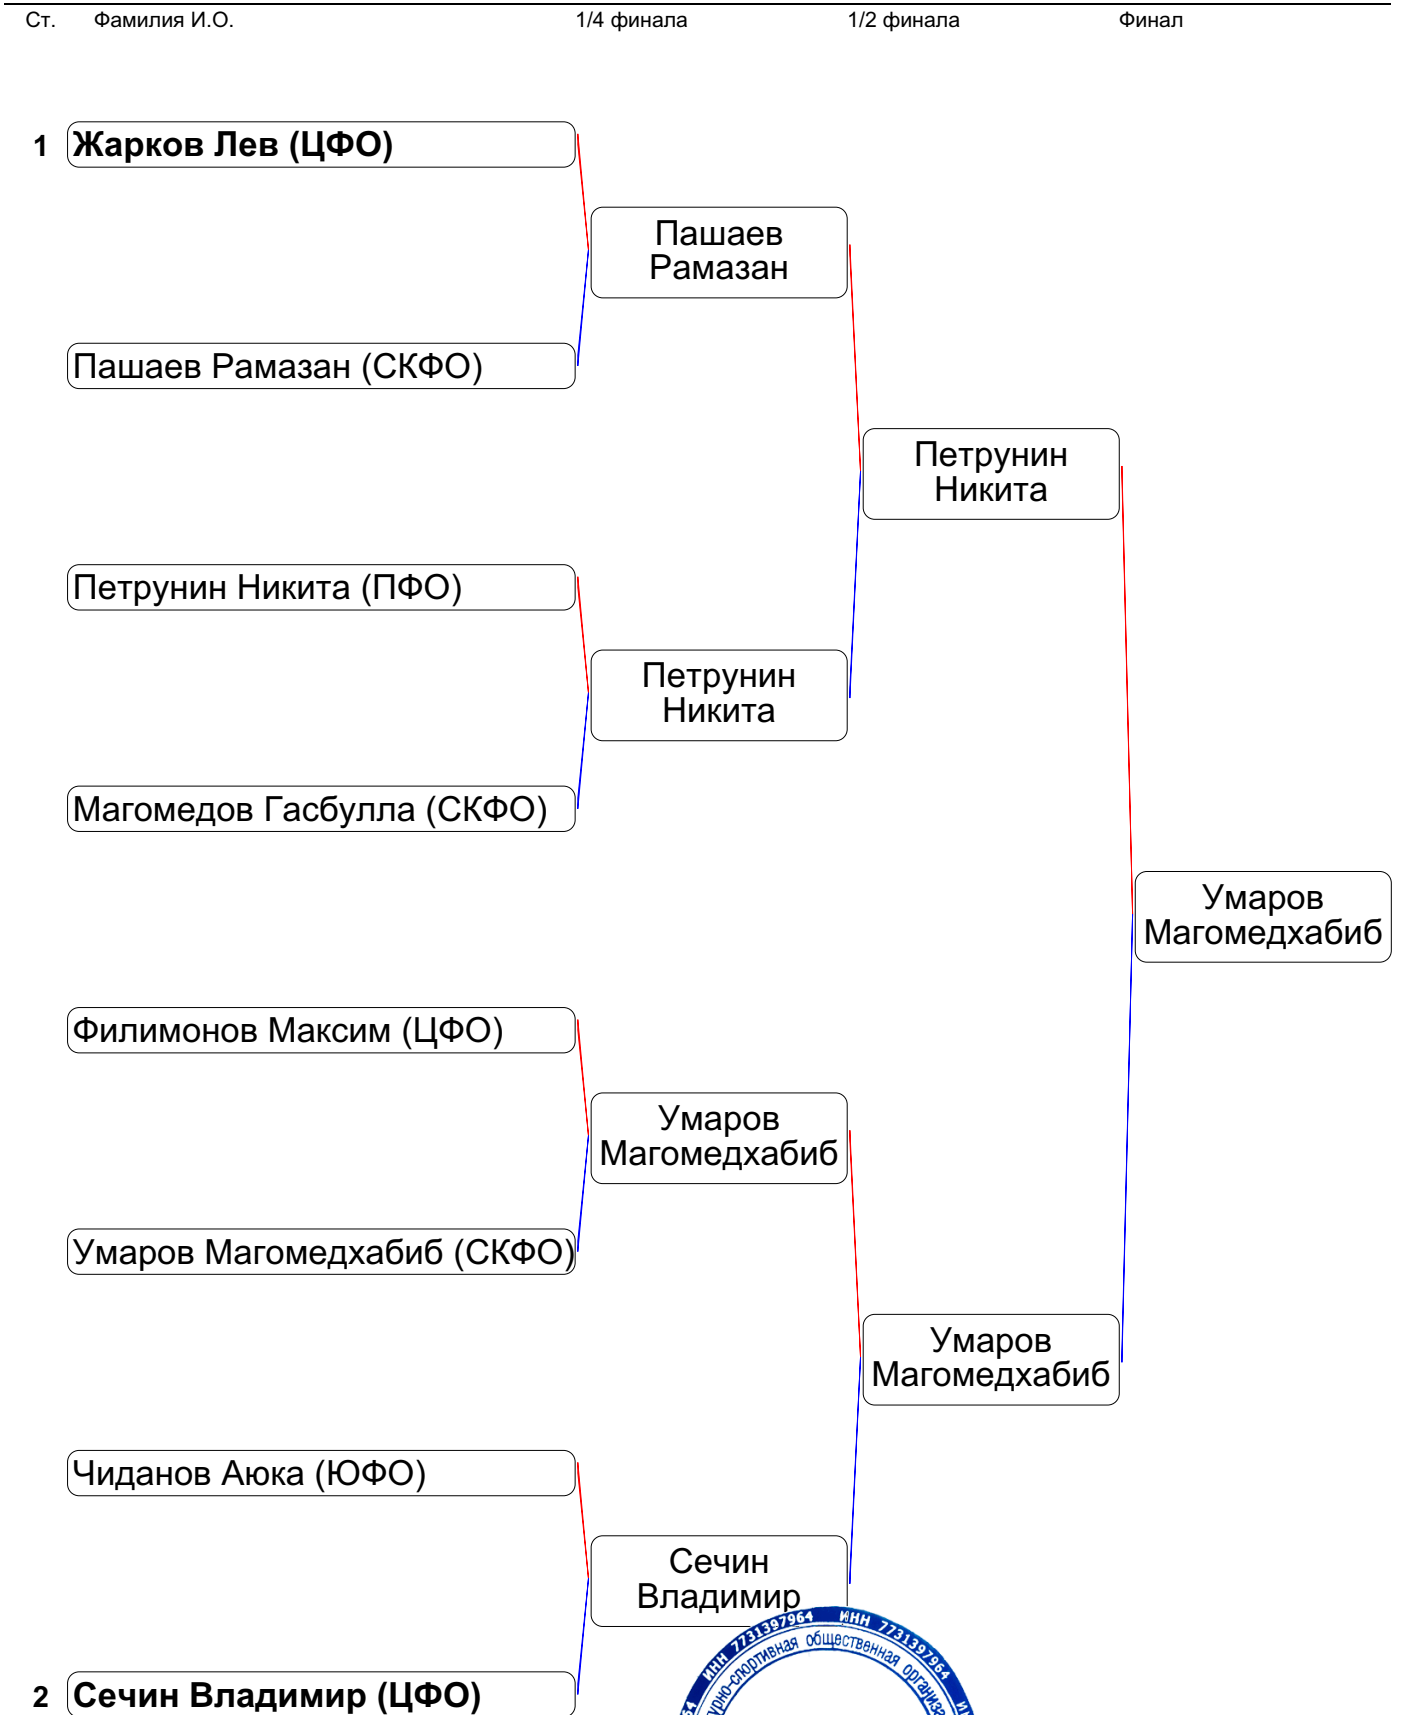 Ст. Фамилия И.О. 1/4 финала 1/2 финала Финал
1 Жарков Лев (ЦФО)
Пашаев
Рамазан
Пашаев Рамазан (СКФО)
Петрунин
Никита
Петрунин Никита (ПФО)
Петрунин
Никита
Магомедов Гасбулла (СКФО)
Умаров
Магомедхабиб
Филимонов Максим (ЦФО)
Умаров
Магомедхабиб
Умаров Магомедхабиб (СКФО)
Умаров
Магомедхабиб
Чиданов Аюка (ЮФО)
Сечин
Владимир
2 Сечин Владимир (ЦФО)
ИНН 7731397964 ИНН 7731397964
общественная